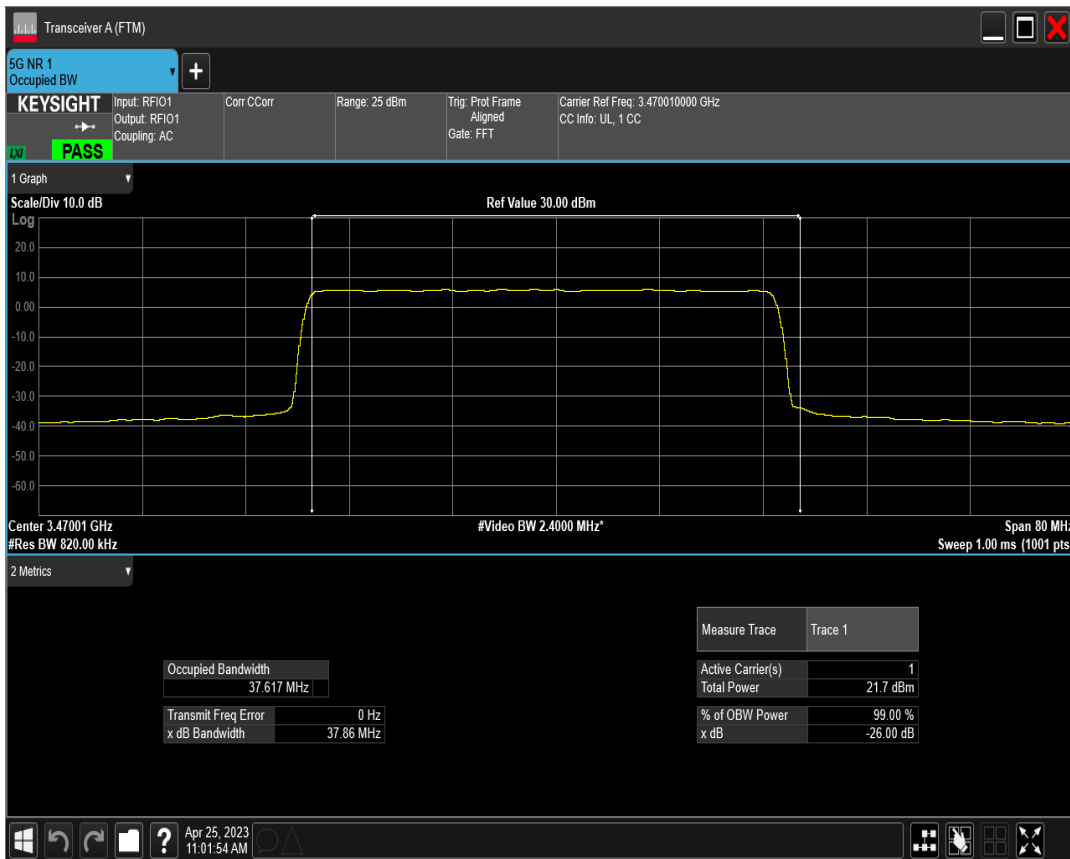 Transceiver A (FTM)
5G NR 1
Occupied BW
+
KEYSIGHT
LXI
PASS
Input: RFIO1
Output: RFIO1
Coupling: AC
Corr CCorr
Range: 25 dBm
Trig: Prot Frame
Aligned
Gate: FFT
Carrier Ref Freq: 3.470010000 GHz
CC Info: UL, 1 CC
1 Graph
Scale/Div 10.0 dB
Ref Value 30.00 dBm
Log
20.0
10.0
0.00
-10.0
-20.0
-30.0
-40.0
-50.0
-60.0
Center 3.47001 GHz
#Video BW 2.4000 MHz*
Span 80 MHz
#Res BW 820.00 kHz
Sweep 1.00 ms (1001 pts
2 Metrics
Measure Trace Trace 1
Occupied Bandwidth
37.617 MHz
Active Carrier(s) 1
Total Power 21.7 dBm
Transmit Freq Error 0 Hz
x dB Bandwidth 37.86 MHz
% of OBW Power 99.00 %
x dB -26.00 dB
?
Apr 25, 2023
11:01:54 AM